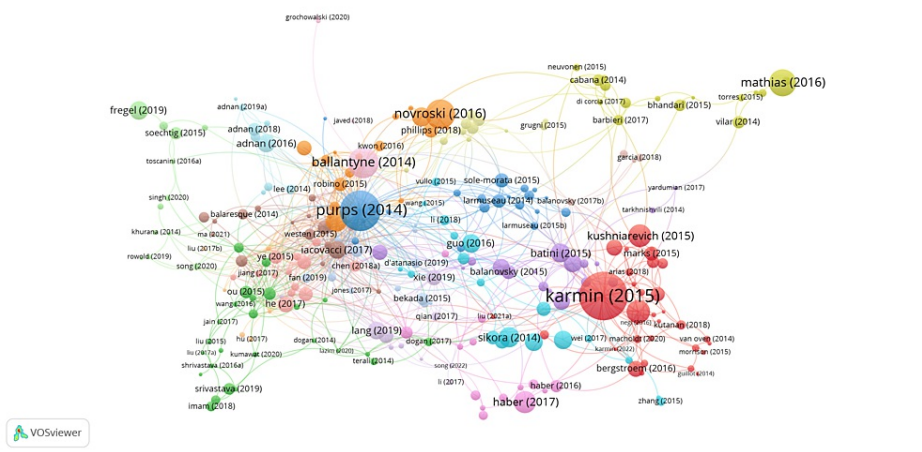 grochowalski (2020)
neuvonen (2015)
cabana (2014)
mathias (2016)
torres (2015)
di corcia (2017)
bhandari (2015)
fregel (2019)
adnan (2019a)
novroski (2016)
barbieri (2017)
vilar (2014)
javed (2018)
grugni (2015)
adnan (2018)
phillips (2018)
soechtig (2015)
adnan (2016)
kwon (2016)
garcia (2018)
toscanini (2016a)
ballantyne (2014)
vullo (2015)
sole-morata (2015)
robino (2015)
lee (2014)
yardumian (2017)
singh (2020)
wang (2015)
larmuseau (2014)
balanovsky (2017b)
purps (2014)
tarkhnishvili (2014)
balaresque (2014)
li (2018)
larmuseau (2015b)
khurana (2014)
westen (2015)
kushniarevich (2015)
guo (2016)
liu (2017b)
iacovacci (2017)
batini (2015)
marks (2015)
rowold (2019)
ye (2015)
d'atanasio (2019)
song (2020)
chen (2018a)
jiang (2017)
balanovsky (2015)
arias (2018)
fan (2019)
xie (2019)
ou (2015)
jones (2017)
karmin (2015)
bekada (2015)
wang (2016)
he (2017)
qian (2017)
liu (2021a)
jain (2017)
kutanan (2018)
lang (2019)
hu (2017)
dogan (2014)
dogan (2017)
sikora (2014)
wei (2017)
macholdt (2020)
van oven (2014)
liu (2015)
karmin (2022)
morrison (2015)
liu (2017a)
kumawat (2020)
lazim (2020)
terali (2014)
shrivastava (2016a)
song (2022)
bergstroem (2016)
li (2017)
haber (2016)
srivastava (2019)
haber (2017)
zhang (2015)
imam (2018)
VOSviewer